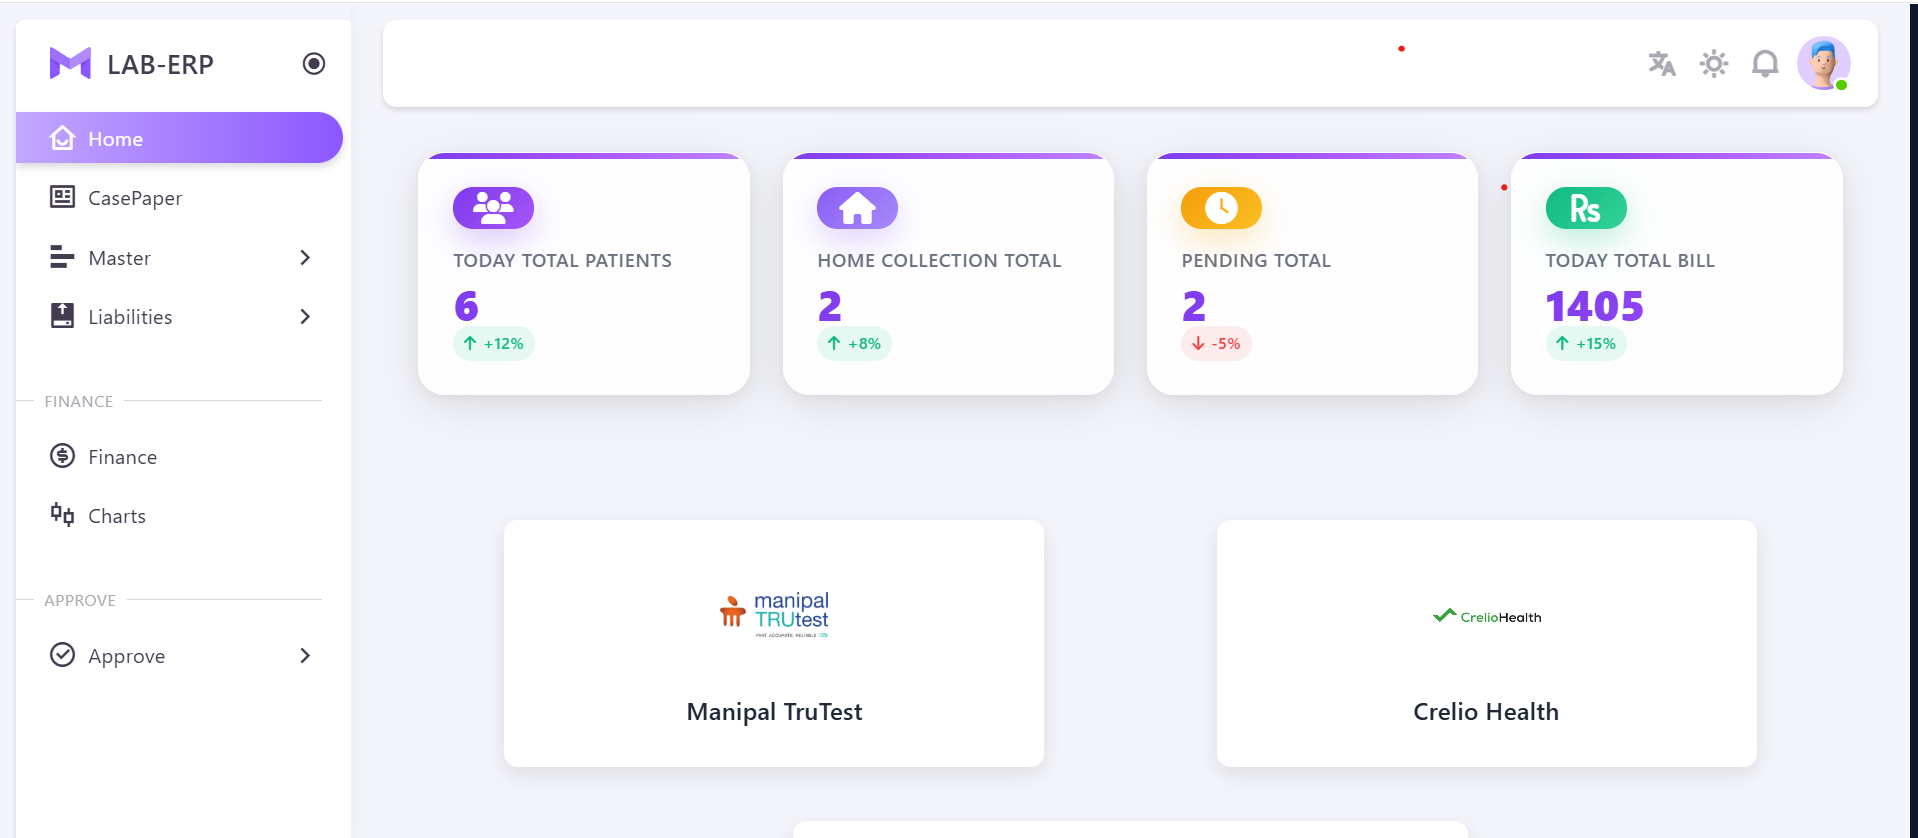 LAB-ERP
Home
CasePaper
Master
Liabilities
FINANCE
Finance
Charts
APPROVE
Approve
TODAY TOTAL PATIENTS
6
+12%
HOME COLLECTION TOTAL
2
+8%
PENDING TOTAL
2
-5%
Rs
TODAY TOTAL BILL
1405
+15%
manipal
TRUtest
FAST. ACCURATE. RELIABLE
Manipal TruTest
CrelioHealth
Crelio Health